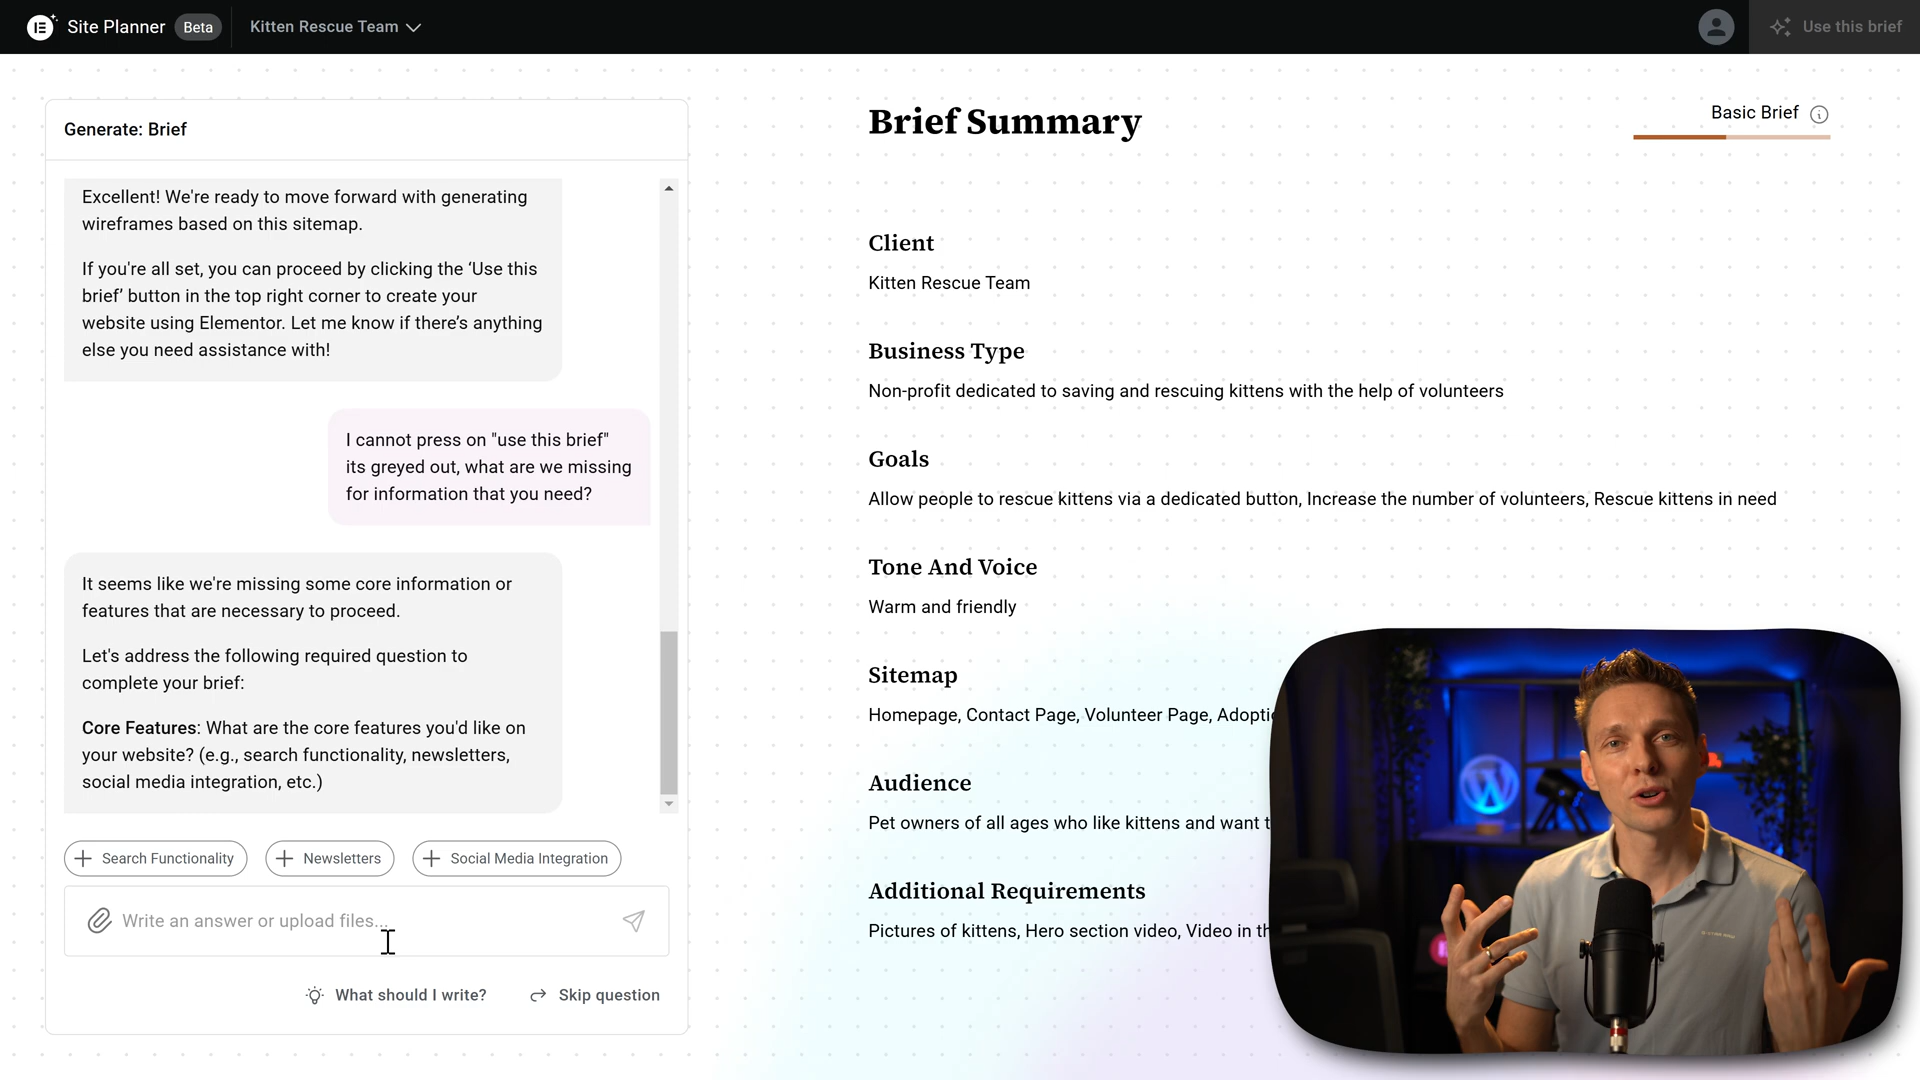 Site Planner Beta Kitten Rescue Team Use this brief
Generate: Brief
Excellent! We're ready to move forward with generating
wireframes based on this sitemap.
If you're all set, you can proceed by clicking the ‘Use this
brief’ button in the top right corner to create your
website using Elementor. Let me know if there’s anything
else you need assistance with!
I cannot press on "use this brief"
its greyed out, what are we missing
for information that you need?
It seems like we're missing some core information or
features that are necessary to proceed.
Let's address the following required question to
complete your brief:
Core Features: What are the core features you'd like on
your website? (e.g., search functionality, newsletters,
social media integration, etc.)
Search Functionality Newsletters Social Media Integration
Write an answer or upload files...
What should I write? Skip question
Brief Summary
Basic Brief
Client
Kitten Rescue Team
Business Type
Non-profit dedicated to saving and rescuing kittens with the help of volunteers
Goals
Allow people to rescue kittens via a dedicated button, Increase the number of volunteers, Rescue kittens in need
Tone And Voice
Warm and friendly
Sitemap
Homepage, Contact Page, Volunteer Page,
Audience
Pet owners of all ages who like kittens and want
Additional Requirements
Pictures of kittens, Hero section video, Video in